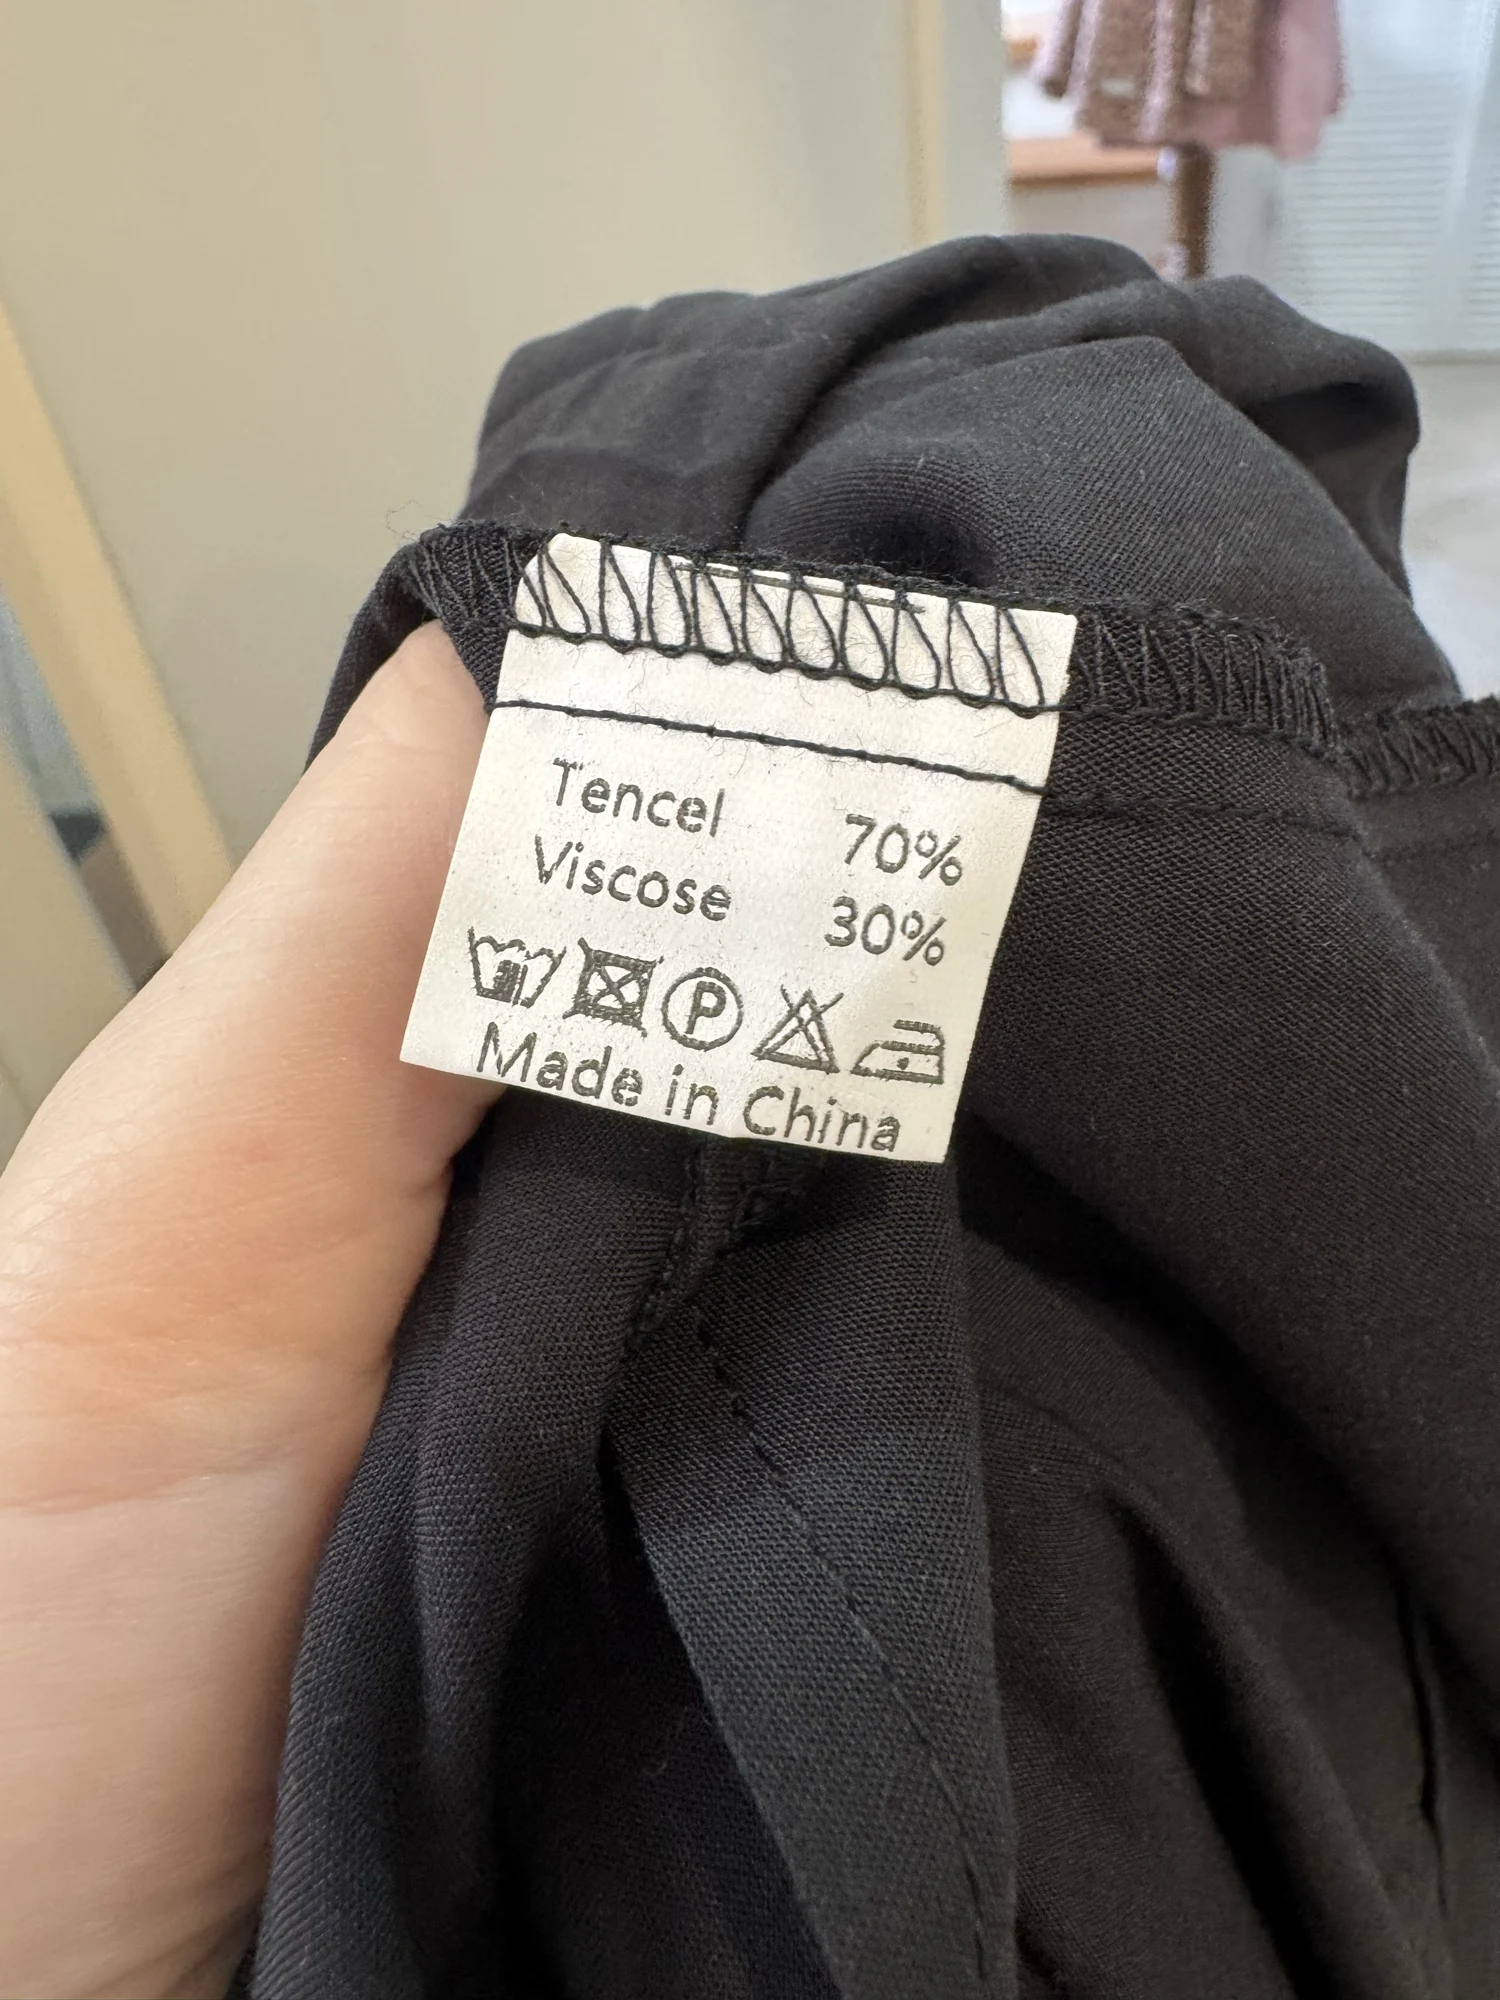 Tencel 70%
Viscose 30%
P
Made in China